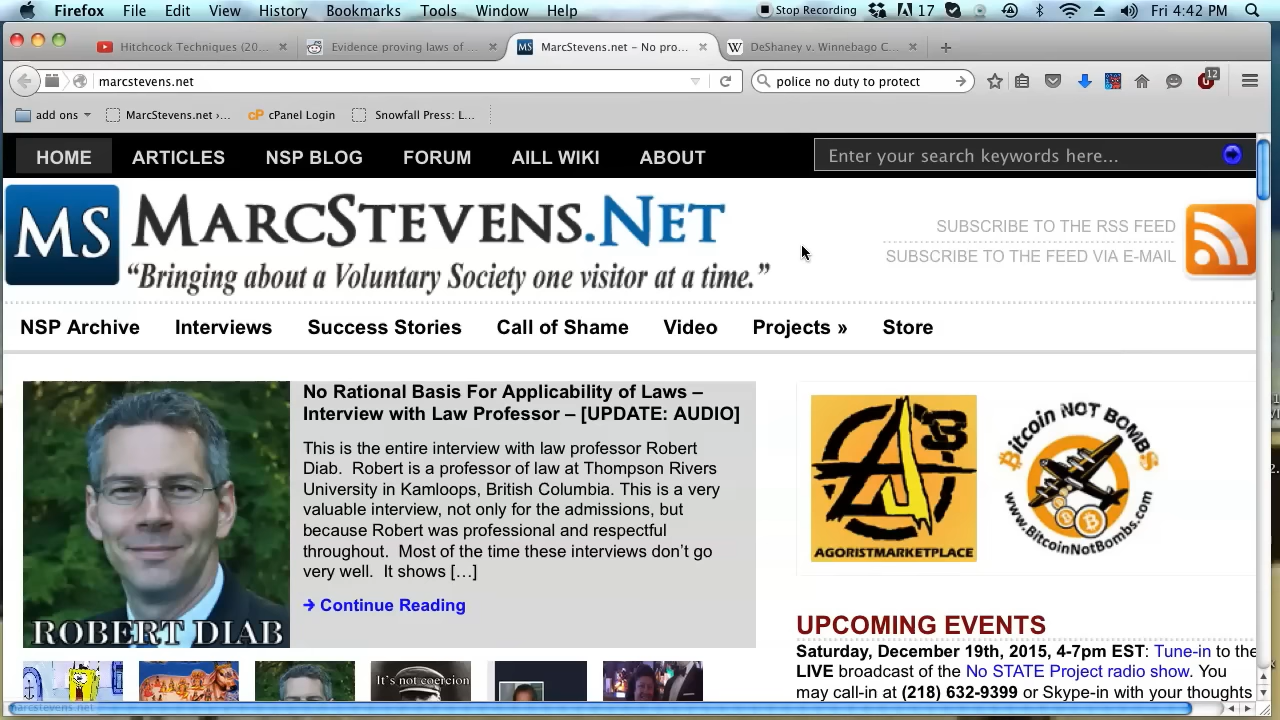 Firefox File Edit View History Bookmarks Tools Window Help Stop Recording 17 Fri 4:42 PM
Hitchcock Techniques (20... Evidence proving laws of ... MarcStevens.net – No pro... DeShaney v. Winnebago C...
marcstevens.net police no duty to protect 12
add ons MarcStevens.net ›... cP cPanel Login Snowfall Press: L...
HOME ARTICLES NSP BLOG FORUM AILL WIKI ABOUT Enter your search keywords here...
MS MARCSTEVENS.NET
“Bringing about a Voluntary Society one visitor at a time.”
SUBSCRIBE TO THE RSS FEED
SUBSCRIBE TO THE FEED VIA E-MAIL
NSP Archive Interviews Success Stories Call of Shame Video Projects » Store
No Rational Basis For Applicability of Laws –
Interview with Law Professor – [UPDATE: AUDIO]
This is the entire interview with law professor Robert
Diab. Robert is a professor of law at Thompson Rivers
University in Kamloops, British Columbia. This is a very
valuable interview, not only for the admissions, but
because Robert was professional and respectful
throughout. Most of the time these interviews don’t go
very well. It shows […]
→ Continue Reading
ROBERT DIAB
It's not coercion
A3
AGORISTMARKETPLACE
Bitcoin NOT BOMBS
www.BitcoinNotBombs.com
UPCOMING EVENTS
Saturday, December 19th, 2015, 4-7pm EST: Tune-in to the
LIVE broadcast of the No STATE Project radio show. You
may call-in at (218) 632-9399 or Skype-in with your thoughts
marcstevens.net